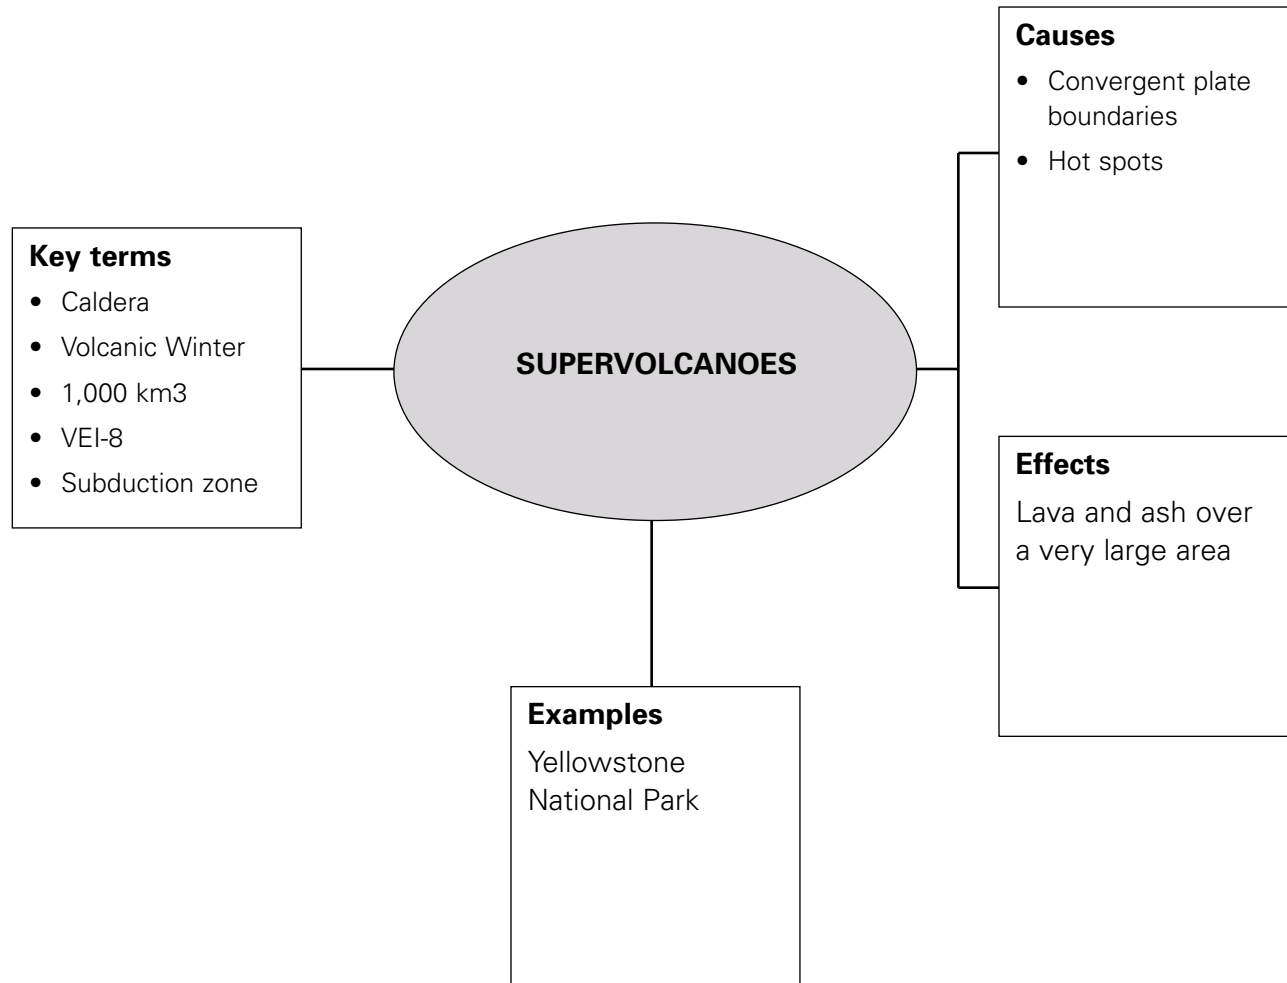 Causes
• Convergent plate
boundaries
• Hot spots
Key terms
• Caldera
• Volcanic Winter
• 1,000 km3
• VEI-8
• Subduction zone
SUPERVOLCANOES
Effects
Lava and ash over
a very large area
Examples
Yellowstone
National Park